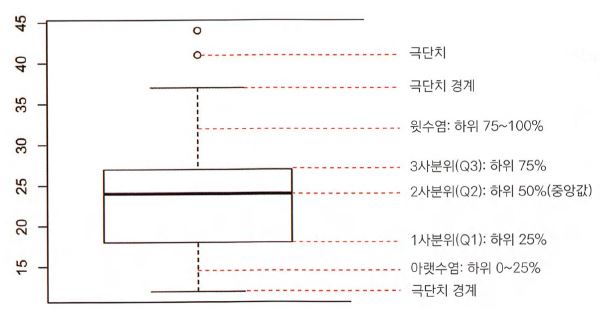 45
40
35
30
25
20
15
극단치
극단치 경계
윗수염: 하위 75~100%
3사분위(Q3): 하위 75%
2사분위(Q2): 하위 50%(중앙값)
1사분위(Q1): 하위 25%
아랫수염: 하위 0~25%
극단치 경계